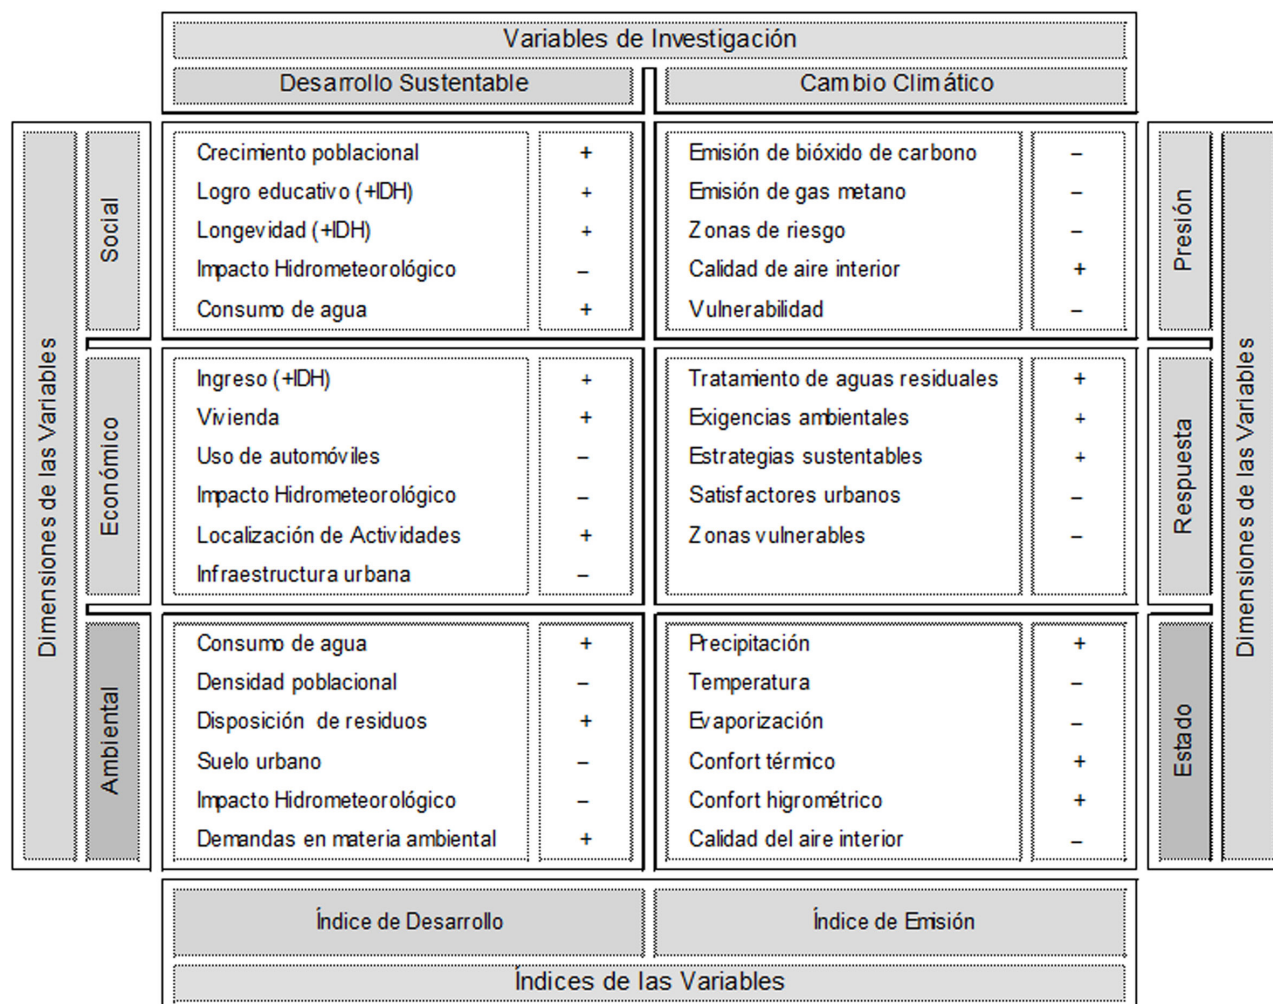 Variables de Investigación
Desarrollo Sustentable
Cambio Climático
Dimensiones de las Variables
Social
Crecimiento poblacional +
Logro educativo (+IDH) +
Longevidad (+IDH) +
Impacto Hidrometeorológico –
Consumo de agua +
Emisión de bióxido de carbono –
Emisión de gas metano –
Zonas de riesgo –
Calidad de aire interior +
Vulnerabilidad –
Presión
Dimensiones de las Variables
Económico
Ingreso (+IDH) +
Vivienda +
Uso de automóviles –
Impacto Hidrometeorológico –
Localización de Actividades +
Infraestructura urbana –
Tratamiento de aguas residuales +
Exigencias ambientales +
Estrategias sustentables +
Satisfactores urbanos –
Zonas vulnerables –
Respuesta
Ambiental
Consumo de agua +
Densidad poblacional –
Disposición de residuos +
Suelo urbano –
Impacto Hidrometeorológico –
Demandas en materia ambiental +
Precipitación +
Temperatura –
Evaporización –
Confort térmico +
Confort higrométrico +
Calidad del aire interior –
Estado
Índice de Desarrollo
Índice de Emisión
Índices de las Variables